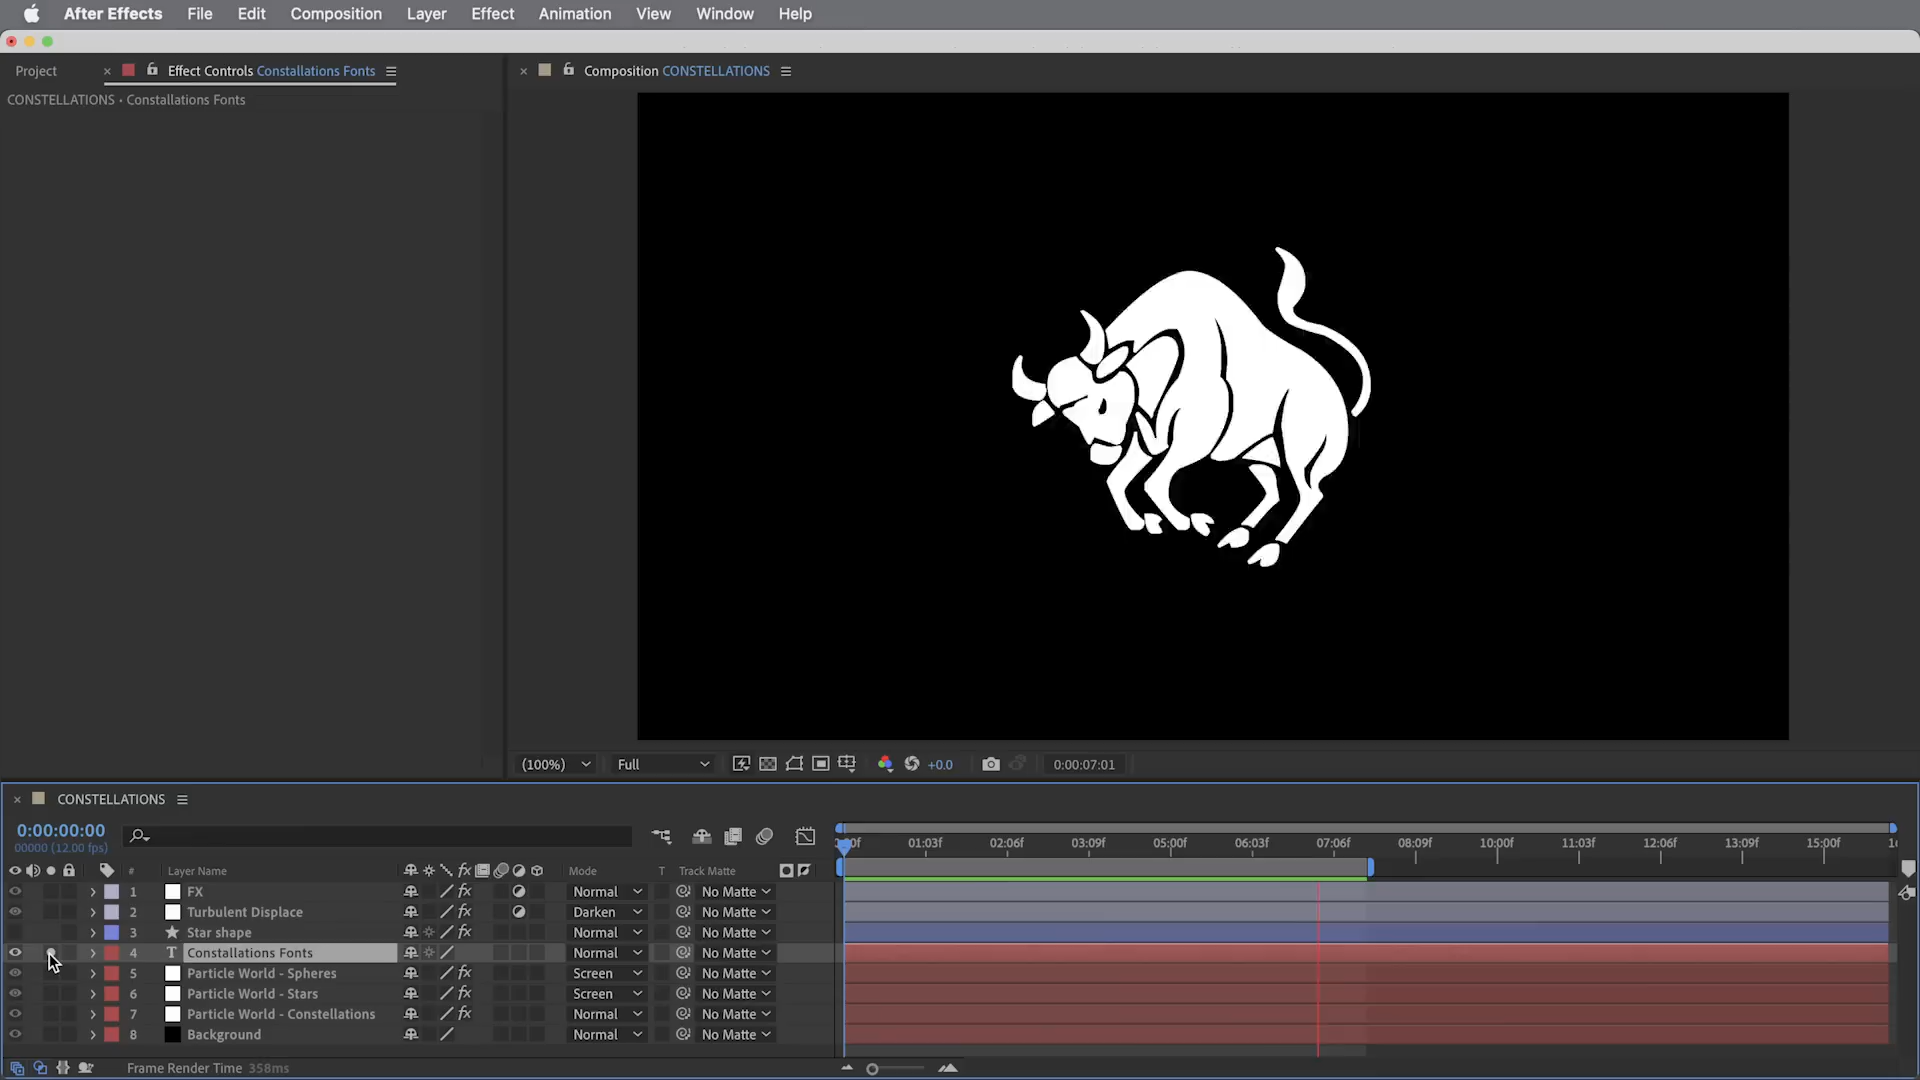 After Effects File Edit Composition Layer Effect Animation View Window Help
Project × Effect Controls Constallations Fonts
× Composition CONSTELLATIONS
CONSTELLATIONS • Constallations Fonts
(100%) Full +0.0 0:00:07:01
× CONSTELLATIONS
0:00:00:00
00000 (12.00 fps)
01:03f 02:06f 03:09f 05:00f 06:03f 07:06f 08:09f 10:00f 11:03f 12:06f 13:09f 15:00f
# Layer Name fx Mode T Track Matte
1 FX fx Normal No Matte
2 Turbulent Displace fx Darken No Matte
3 Star shape Normal No Matte
4 T Constallations Fonts Normal No Matte
5 Particle World - Spheres fx Screen No Matte
6 Particle World - Stars fx Screen No Matte
7 Particle World - Constellations fx Normal No Matte
8 Background Normal No Matte
Frame Render Time 358ms